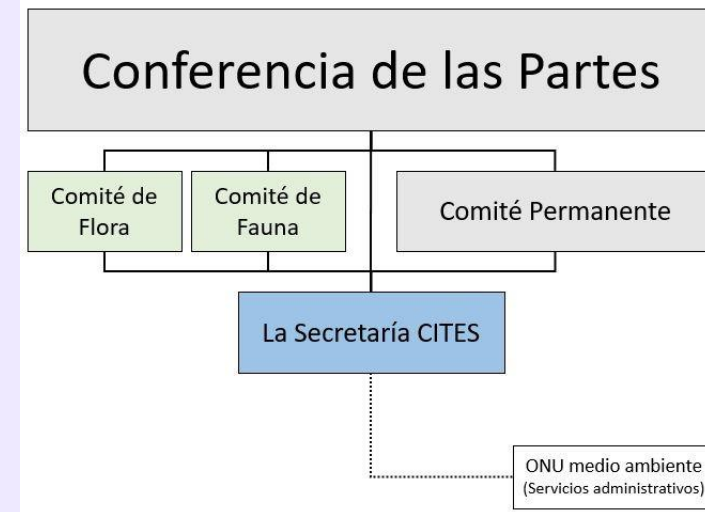 Conferencia de las Partes
Comité de
Flora
Comité de
Fauna
Comité Permanente
La Secretaría CITES
ONU medio ambiente
(Servicios administrativos)